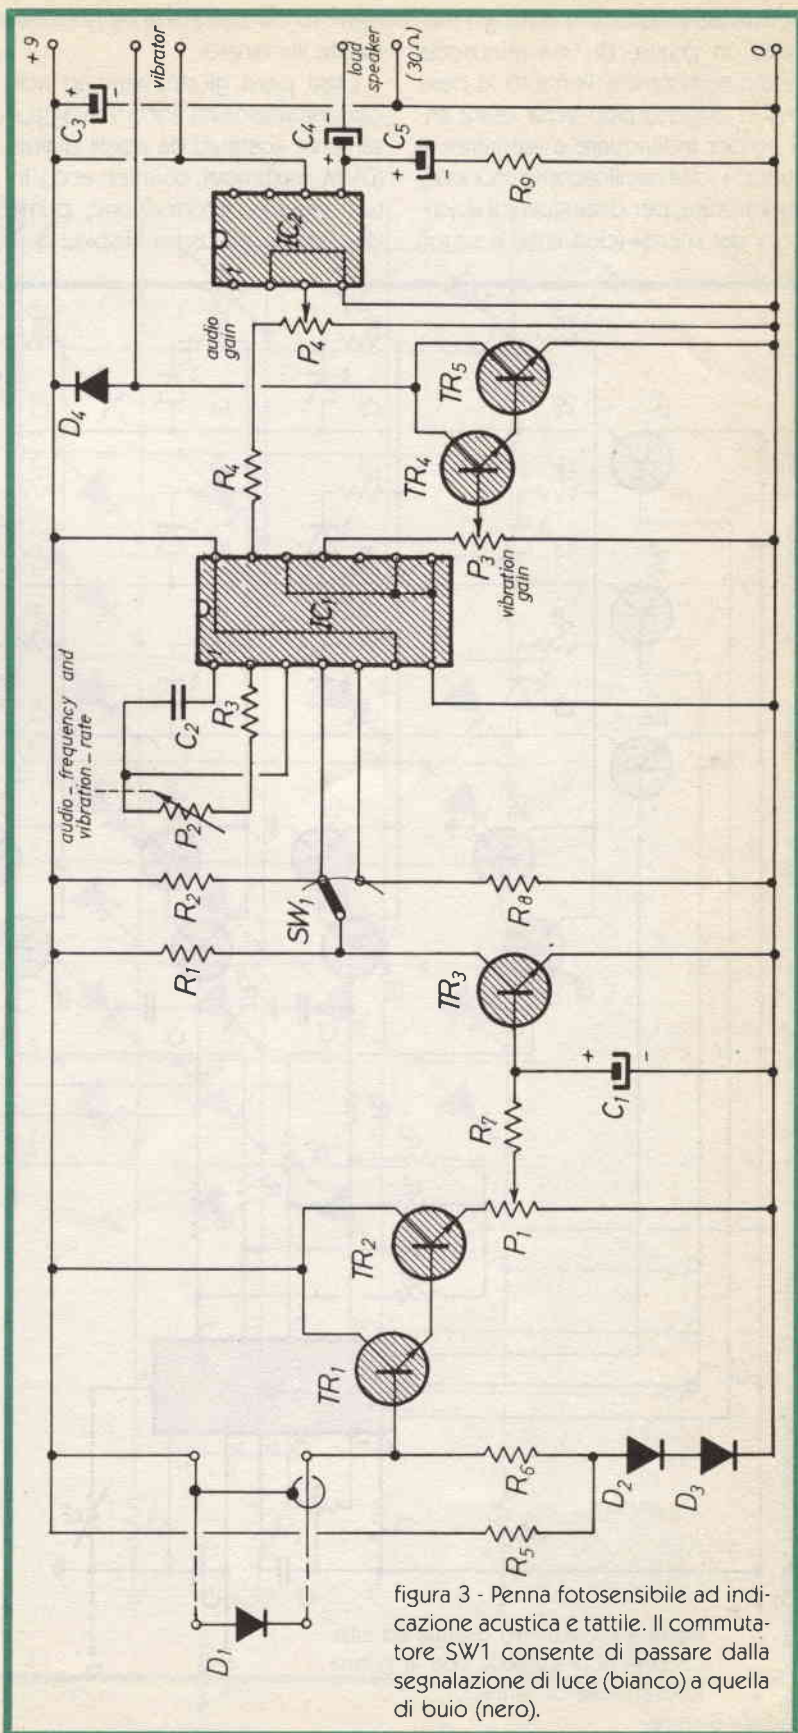 +9
vibrator
loud
speaker
(30Ω)
0
C3
+
-
C4
+
-
C5
+
-
R9
IC2
1
D4
audio
gain
P4
R4
TR5
TR4
P3
vibration
gain
IC1
1
audio_frequency and
vibration_rate
C2
R3
P2
R2
SW1
R8
R1
TR3
R7
C1
+
-
TR2
P1
TR1
R6
R5
D2
D3
D1
figura 3 - Penna fotosensibile ad indi-
cazione acustica e tattile. Il commuta-
tore SW1 consente di passare dalla
segnalazione di luce (bianco) a quella
di buio (nero).